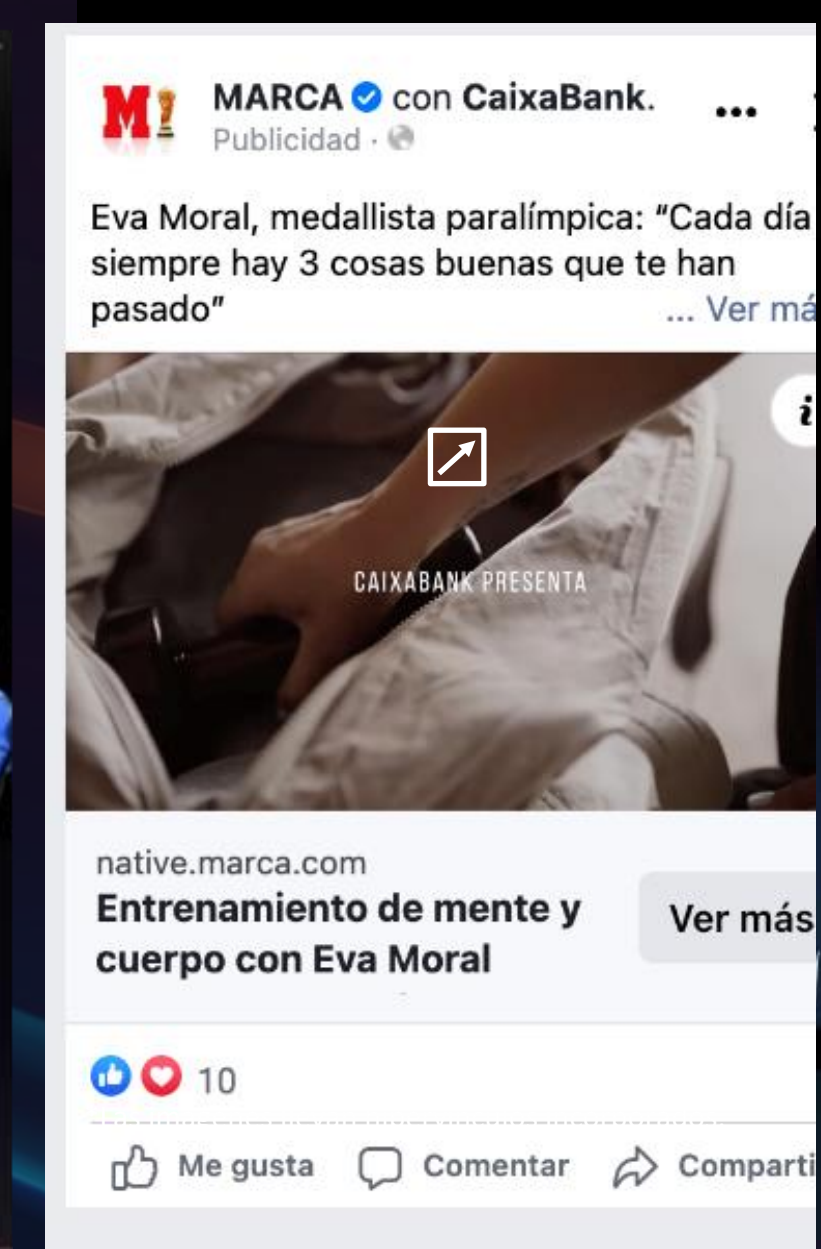 M
MARCA con CaixaBank.
Publicidad ·
Eva Moral, medallista paralímpica: "Cada día
siempre hay 3 cosas buenas que te han
pasado" ... Ver má
i
CAIXABANK PRESENTA
native.marca.com
Entrenamiento de mente y
cuerpo con Eva Moral
Ver más
10
Me gusta Comentar Comparti